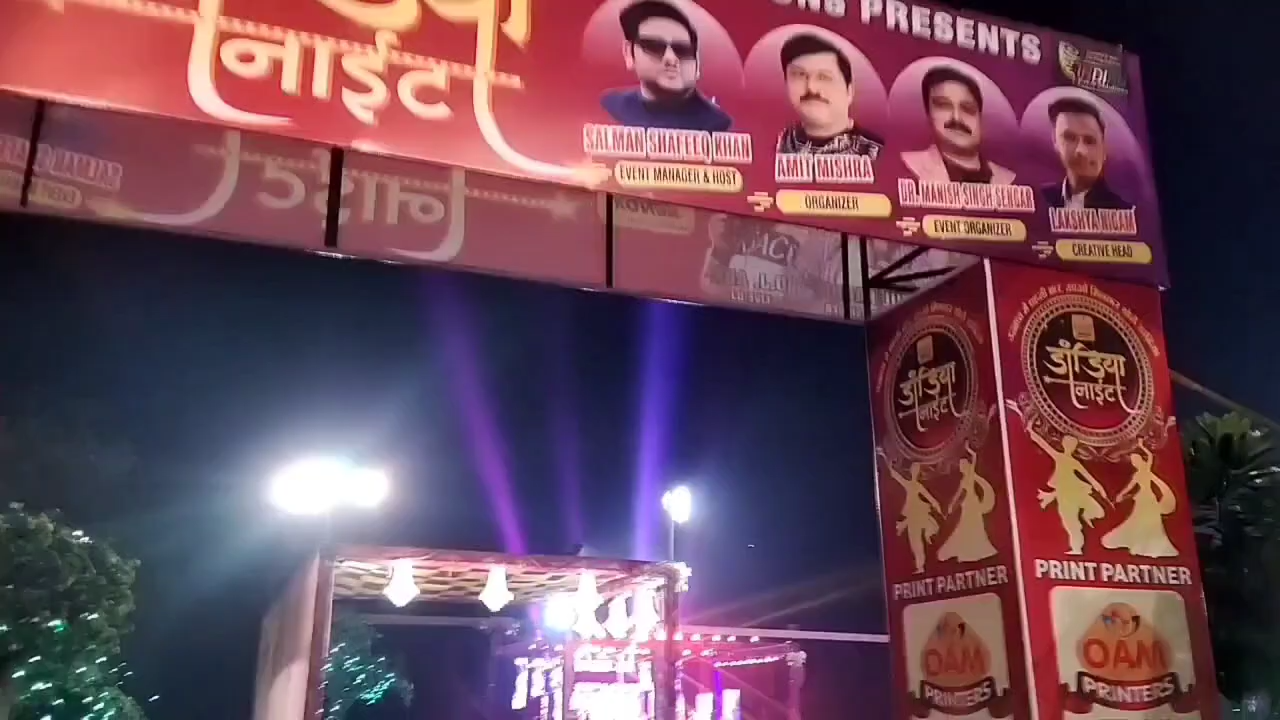 PRESENTS
डांडिया
नाईट
SALMAN SHAFEEQ KHAN
EVENT MANAGER & HOST
AMIT MISHRA
ORGANIZER
DR. MANISH SINGH SENGAR
EVENT ORGANIZER
LAKSHYA NIGAM
CREATIVE HEAD
डांडिया
नाईट
PRINT PARTNER
OAM
PRINTERS
डांडिया
नाईट
PRINT PARTNER
OAM
PRINTERS